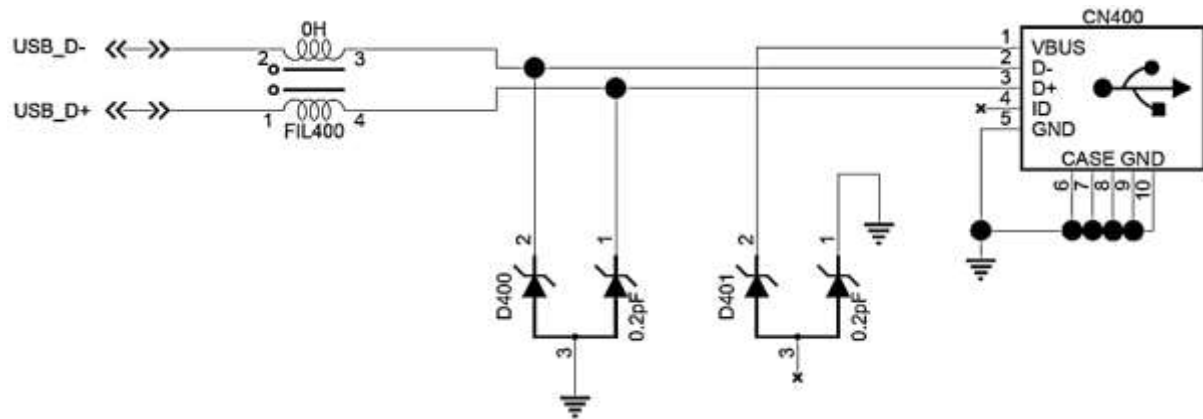 CN400
0H
USB_D-
2
3
USB_D+
1
4
FIL400
1
VBUS
2
D-
3
D+
4
ID
5
GND
CASE GND
6
7
8
9
10
2
1
2
1
D400
0.2pF
D401
0.2pF
3
3